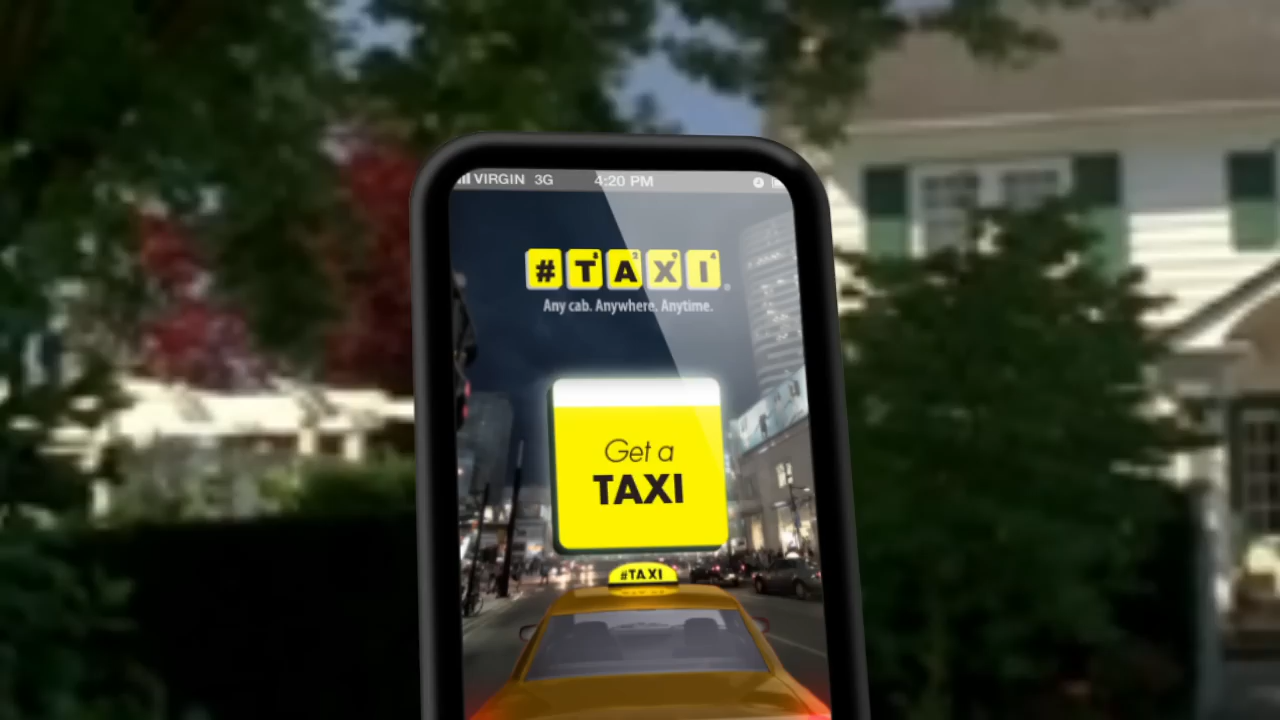 VIRGIN 3G 4:20 PM
#TAXI
Any cab. Anywhere. Anytime.
Get a
TAXI
#TAXI